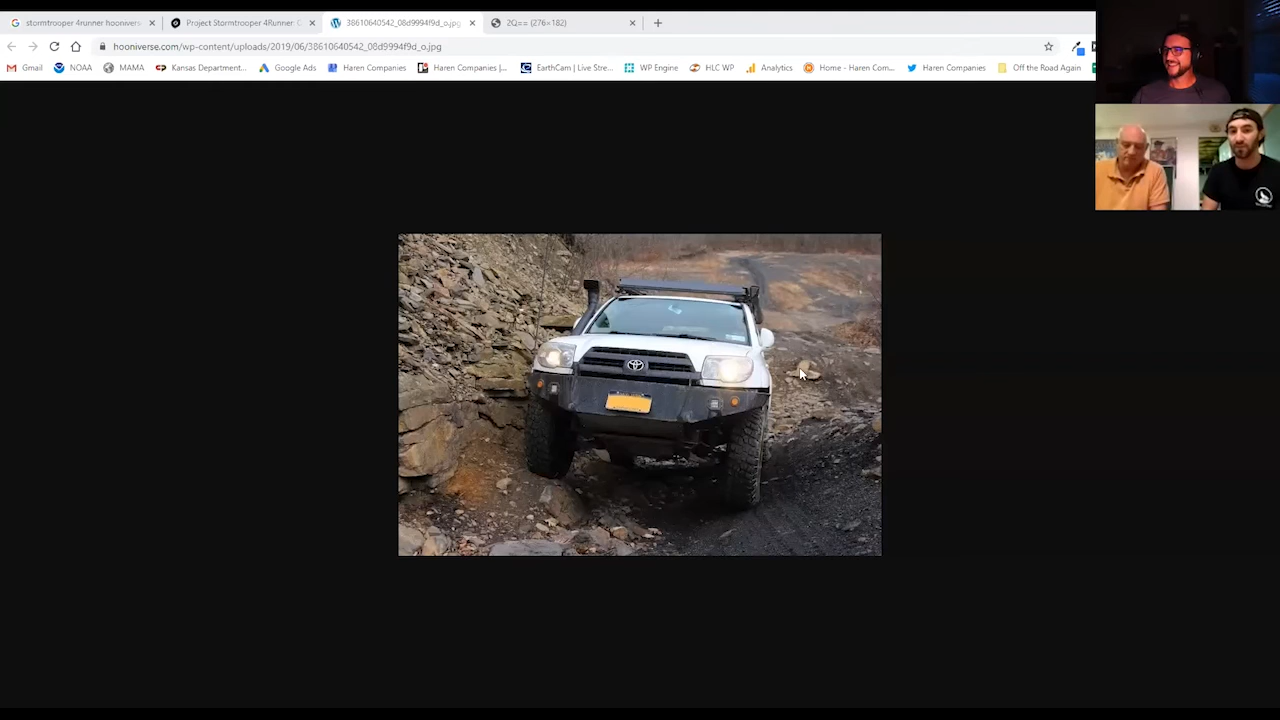 stormtrooper 4runner hooniverse
Project Stormtrooper 4Runner: C
38610640542_08d9994f9d_o.jpg
2Q== (276×182)
hooniverse.com/wp-content/uploads/2019/06/38610640542_08d9994f9d_o.jpg
Gmail NOAA MAMA Kansas Department... Google Ads Haren Companies Haren Companies |... EarthCam | Live Stre... WP Engine HLC WP Analytics Home - Haren Com... Haren Companies Off the Road Again